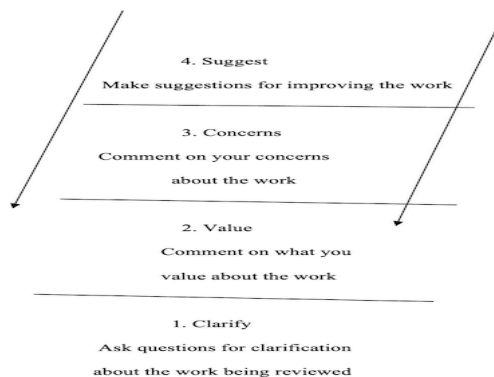 4. Suggest
Make suggestions for improving the work
3. Concerns
Comment on your concerns
about the work
2. Value
Comment on what you
value about the work
1. Clarify
Ask questions for clarification
about the work being reviewed